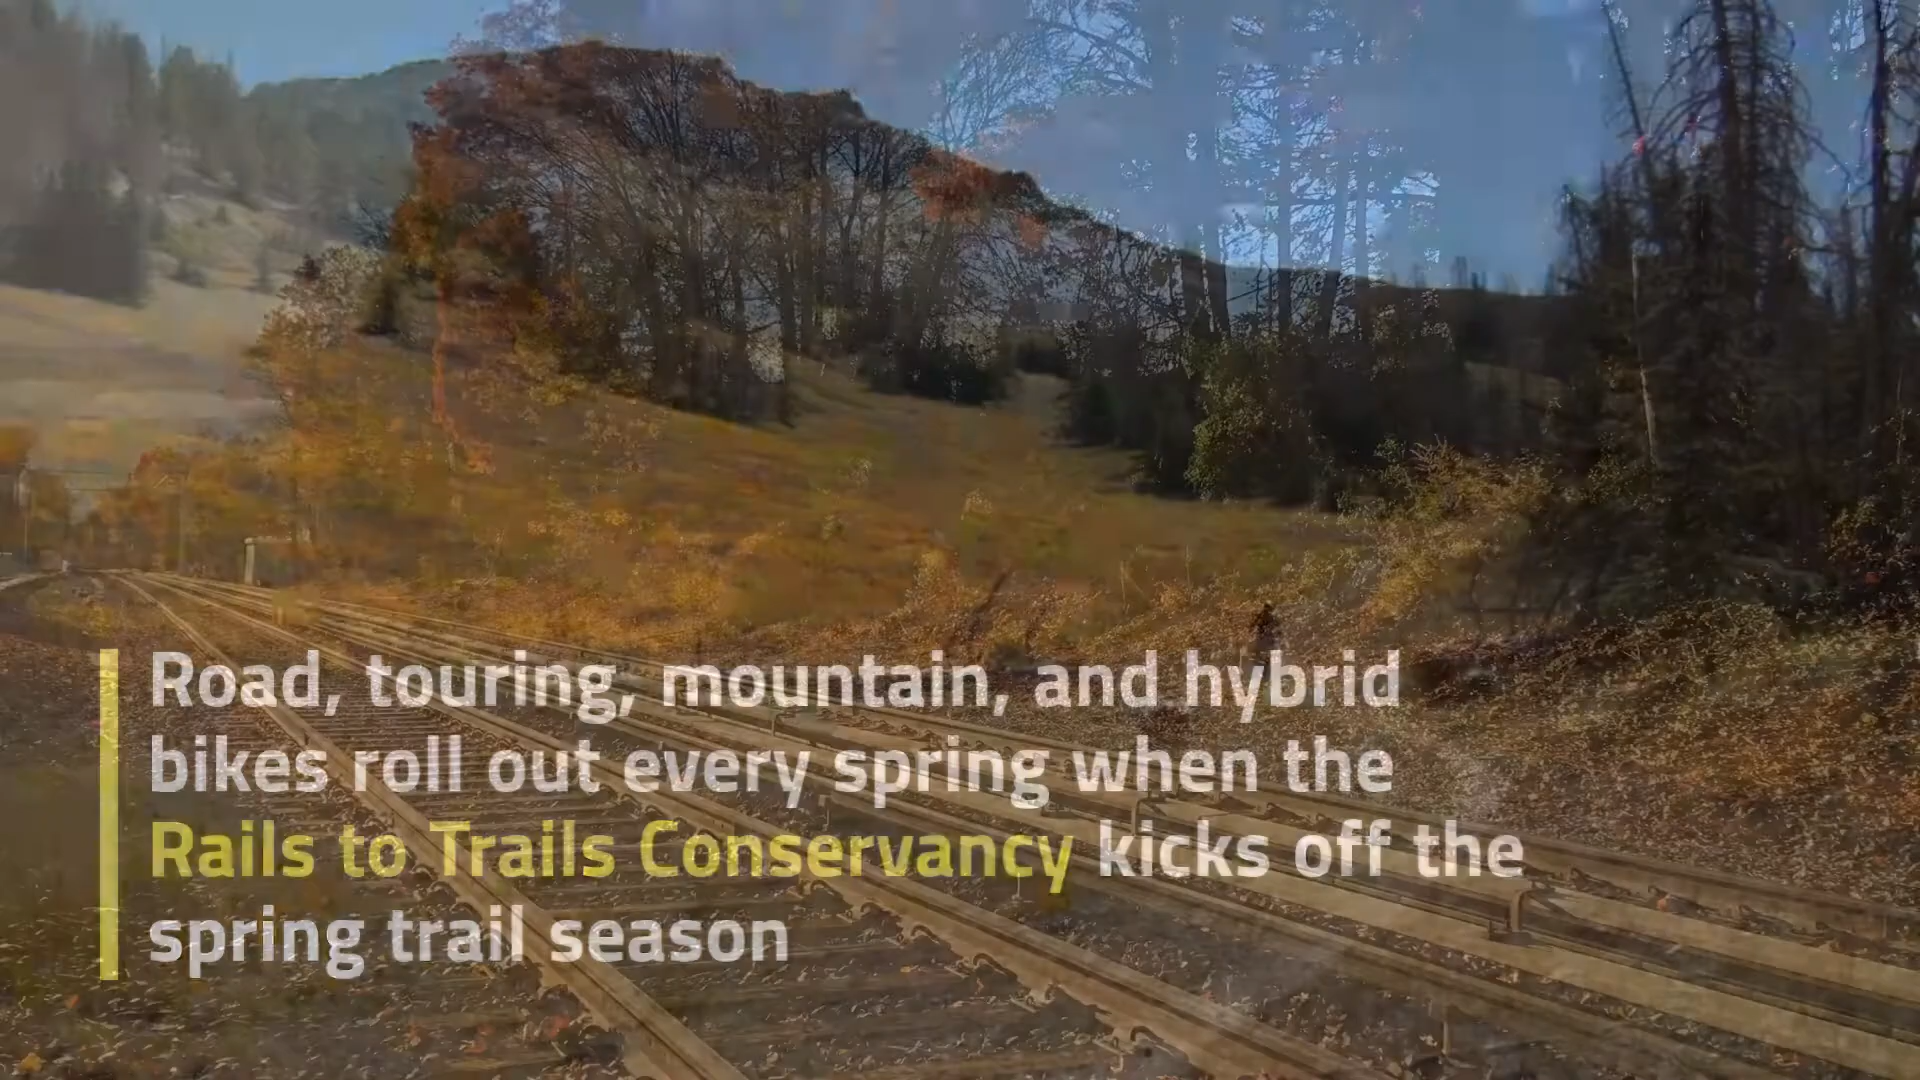 Road, touring, mountain, and hybrid
bikes roll out every spring when the
Rails to Trails Conservancy kicks off the
spring trail season